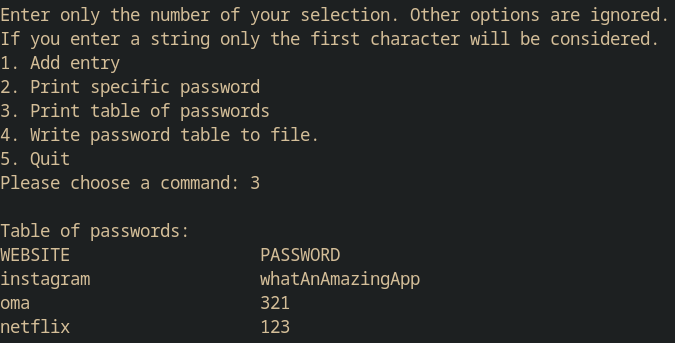 Enter only the number of your selection. Other options are ignored.
If you enter a string only the first character will be considered.
1. Add entry
2. Print specific password
3. Print table of passwords
4. Write password table to file.
5. Quit
Please choose a command: 3

Table of passwords:
WEBSITE                   PASSWORD
instagram                 whatAnAmazingApp
oma                       321
netflix                   123